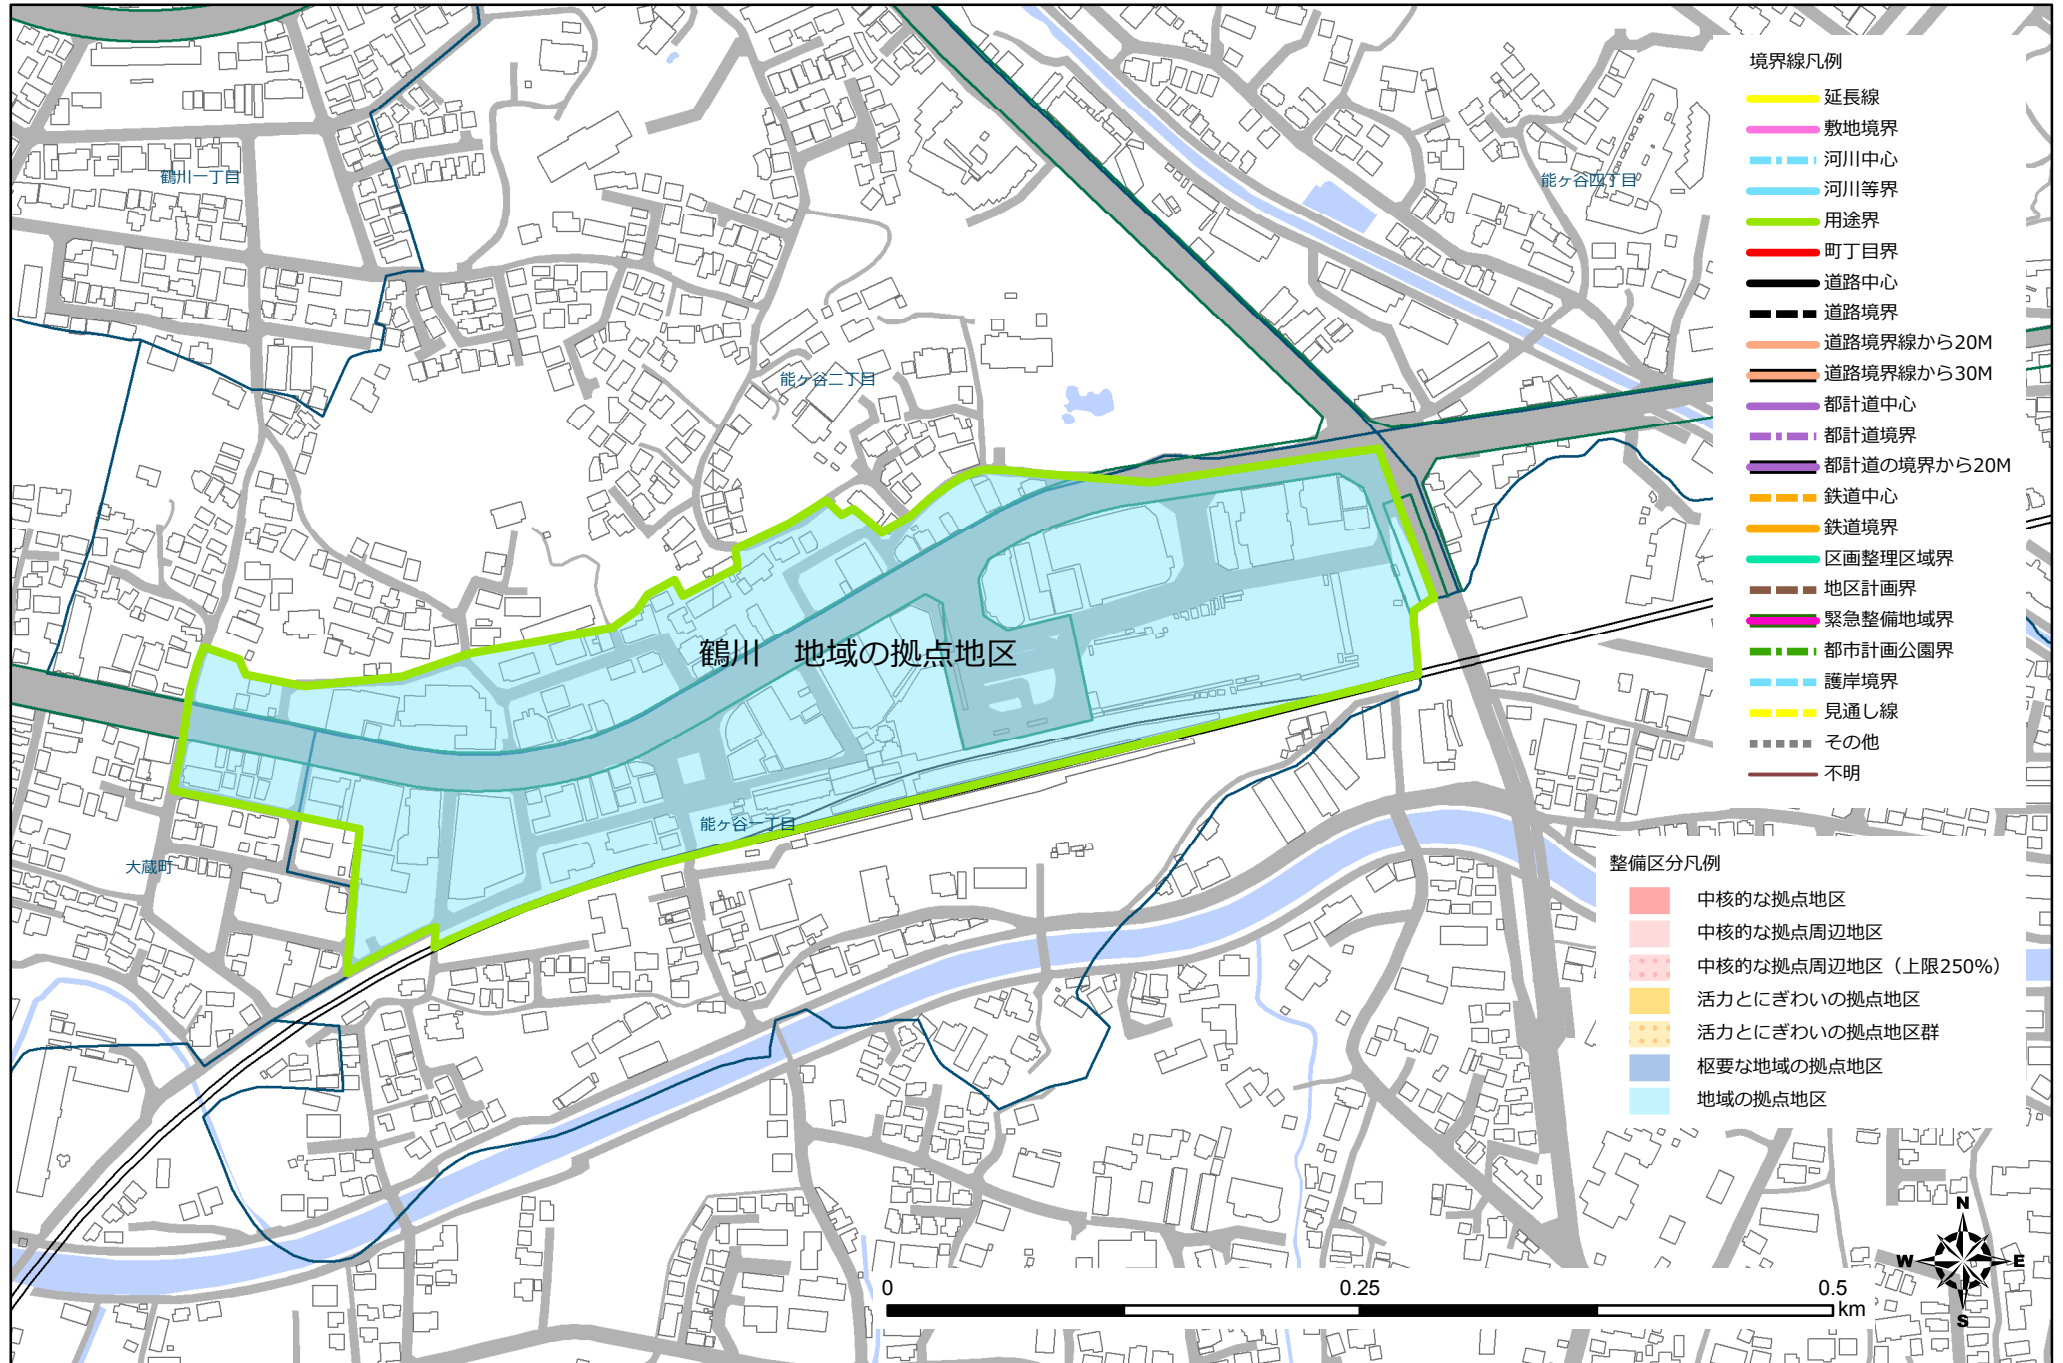 鶴川一丁目
能ヶ谷四丁目
能ヶ谷二丁目
鶴川 地域の拠点地区
能ヶ谷一丁目
大蔵町
境界線凡例
延長線
敷地境界
河川中心
河川等界
用途界
町丁目界
道路中心
道路境界
道路境界線から20M
道路境界線から30M
都計道中心
都計道境界
都計道の境界から20M
鉄道中心
鉄道境界
区画整理区域界
地区計画界
緊急整備地域界
都市計画公園界
護岸境界
見通し線
その他
不明
整備区分凡例
中核的な拠点地区
中核的な拠点周辺地区
中核的な拠点周辺地区（上限250%）
活力とにぎわいの拠点地区
活力とにぎわいの拠点地区群
枢要な地域の拠点地区
地域の拠点地区
N
W E
S
0 0.25 0.5
km